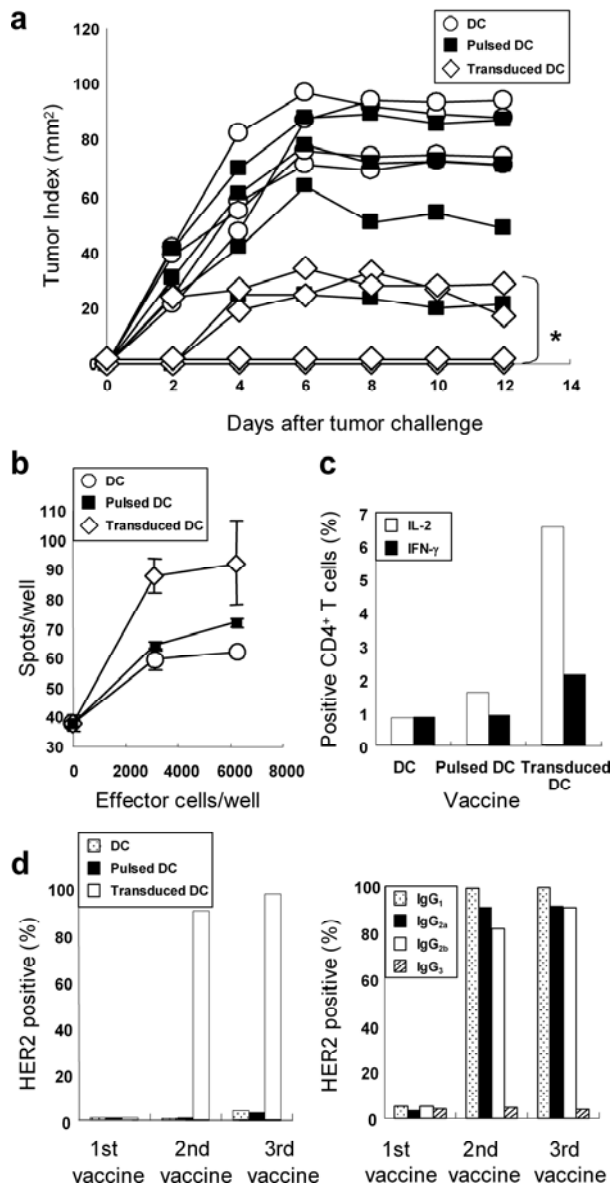 a
DC
Pulsed DC
Transduced DC
120
100
80
60
40
20
0
Tumor Index (mm²)
*
0 2 4 6 8 10 12 14
Days after tumor challenge
b
DC
Pulsed DC
Transduced DC
110
100
90
80
70
60
50
40
30
Spots/well
0 2000 4000 6000 8000
Effector cells/well
c
IL-2
IFN-γ
7
6
5
4
3
2
1
0
Positive CD4⁺ T cells (%)
DC Pulsed DC Transduced DC
Vaccine
d
DC
Pulsed DC
Transduced DC
100
80
60
40
20
0
HER2 positive (%)
1st vaccine 2nd vaccine 3rd vaccine
IgG₁
IgG₂ₐ
IgG₂b
IgG₃
100
80
60
40
20
0
HER2 positive (%)
1st vaccine 2nd vaccine 3rd vaccine